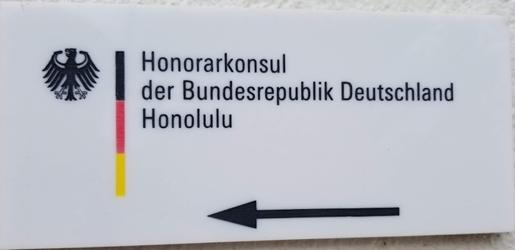 Honorarkonsul
der Bundesrepublik Deutschland
Honolulu